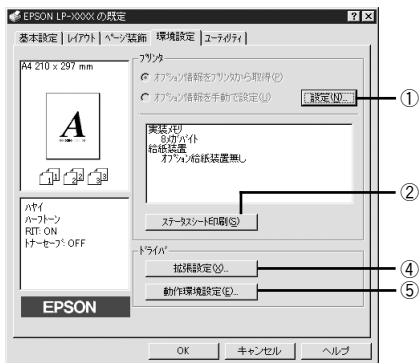 EPSON LP-XXXX の既定
基本設定 レイアウト ページ装飾 環境設定 ユーティリティ
A4 210 x 297 mm
A
1 1 2 2 3 3
ハヤイ
ハーフトーン
RIT: ON
トナーセーブ: OFF
EPSON
プリンタ
オプション情報をプリンタから取得(P)
オプション情報を手動で設定(U)
設定(N)...
①
実装メモリ
8メガバイト
給紙装置
オプション給紙装置無し
②
ステータスシート印刷(S)
ドライバ
拡張設定(X)...
④
動作環境設定(E)...
⑤
OK キャンセル ヘルプ